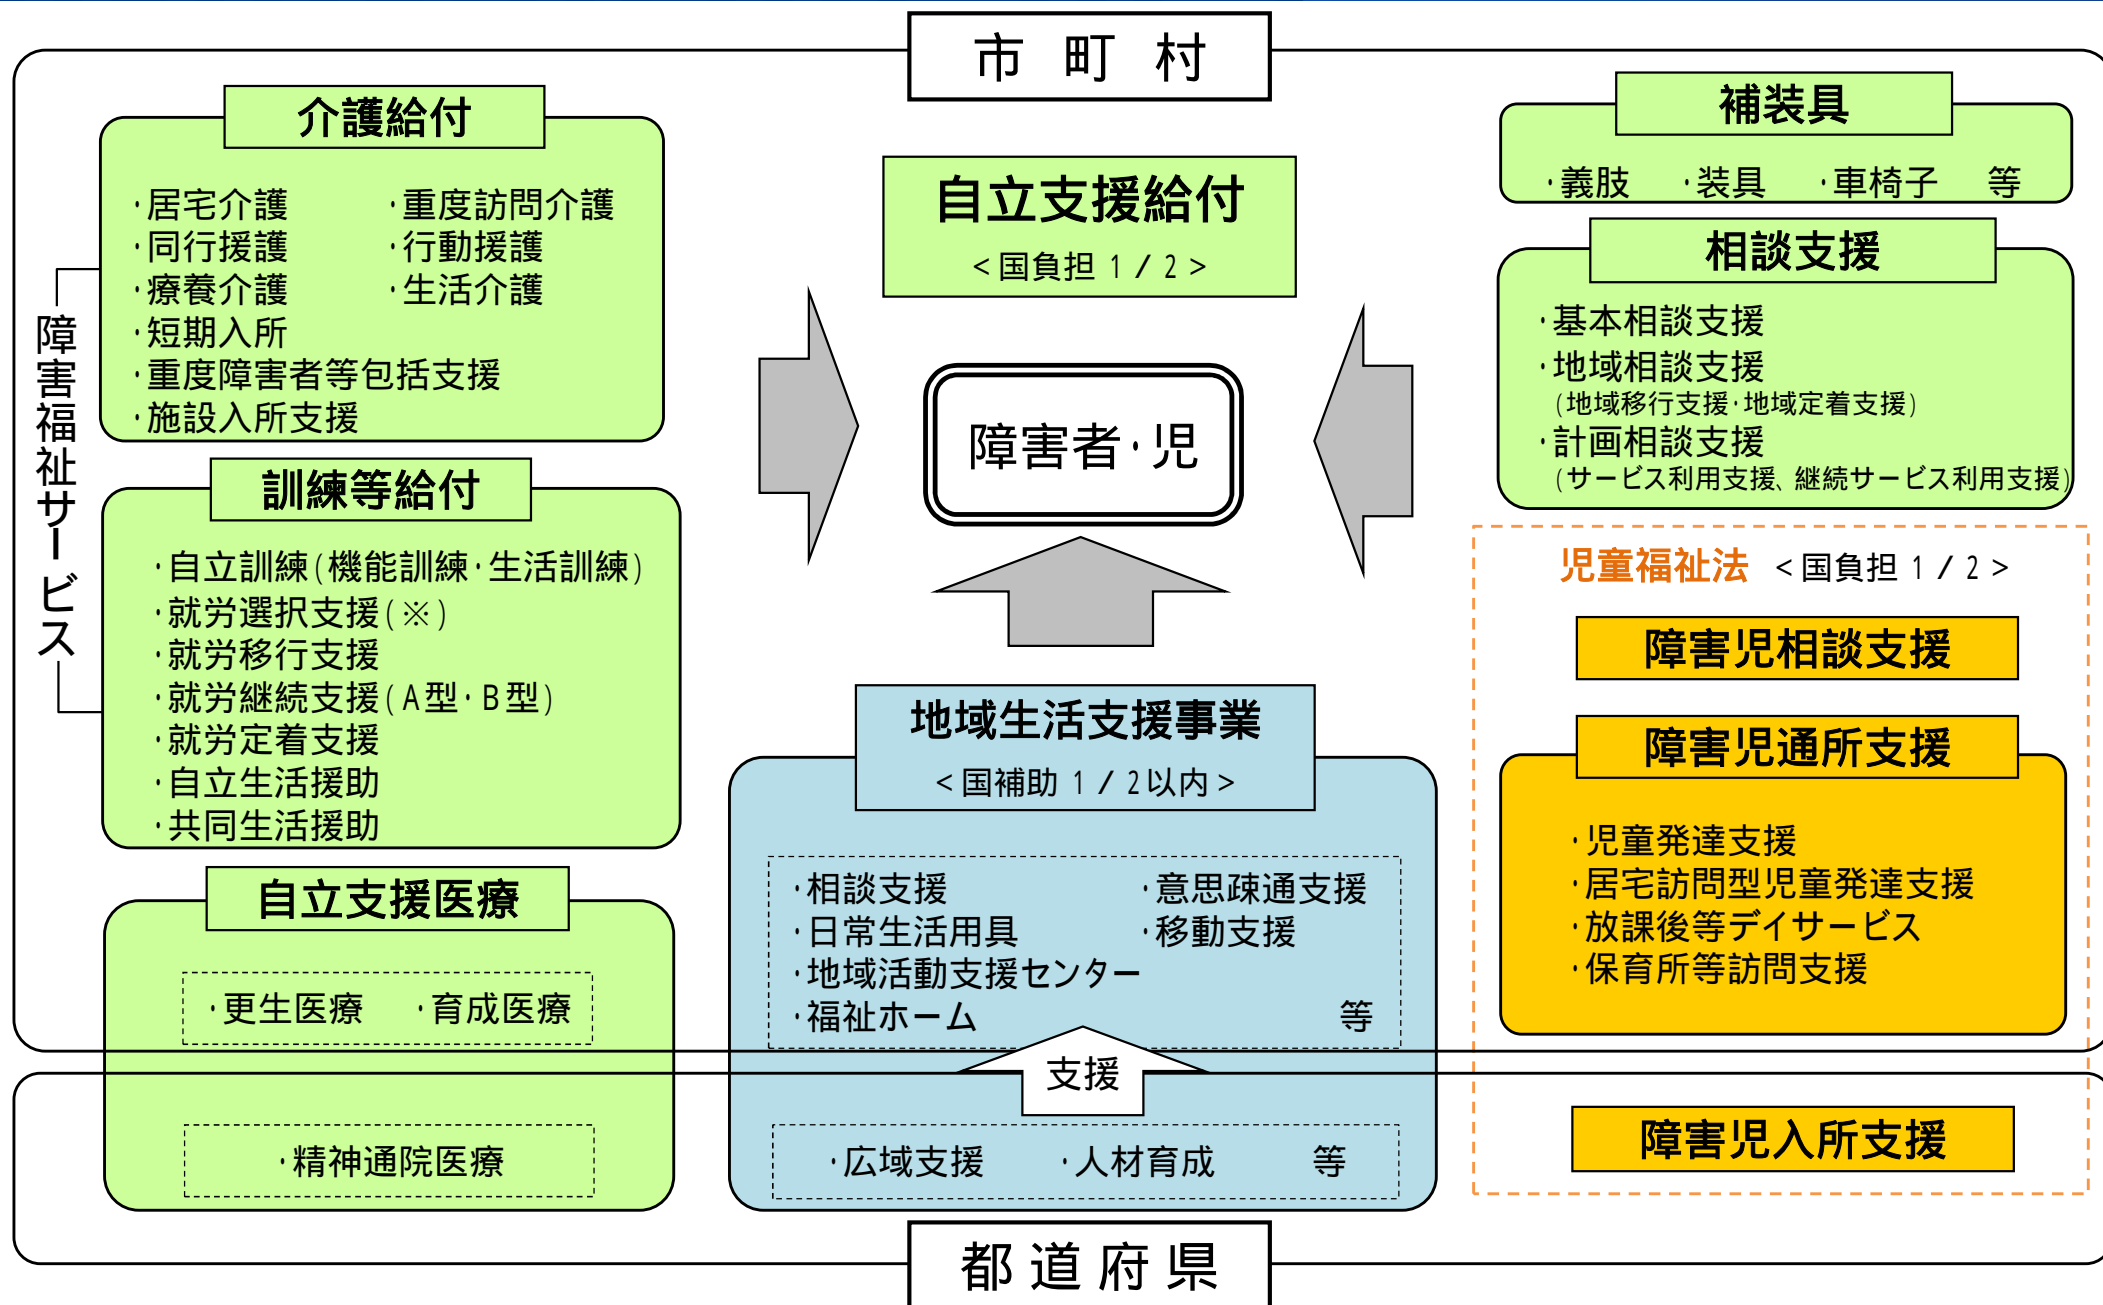 市町村
介護給付
・居宅介護 ・重度訪問介護
・同行援護 ・行動援護
・療養介護 ・生活介護
・短期入所
・重度障害者等包括支援
・施設入所支援
障害福祉サービス
訓練等給付
・自立訓練(機能訓練・生活訓練)
・就労選択支援(※)
・就労移行支援
・就労継続支援(A型・B型)
・就労定着支援
・自立生活援助
・共同生活援助
自立支援医療
・更生医療 ・育成医療
・精神通院医療
自立支援給付
<国負担 1/2>
障害者・児
地域生活支援事業
<国補助 1/2以内>
・相談支援 ・意思疎通支援
・日常生活用具 ・移動支援
・地域活動支援センター
・福祉ホーム 等
支援
・広域支援 ・人材育成 等
補装具
・義肢 ・装具 ・車椅子 等
相談支援
・基本相談支援
・地域相談支援
(地域移行支援・地域定着支援)
・計画相談支援
(サービス利用支援、継続サービス利用支援)
児童福祉法 <国負担 1/2>
障害児相談支援
障害児通所支援
・児童発達支援
・居宅訪問型児童発達支援
・放課後等デイサービス
・保育所等訪問支援
障害児入所支援
都道府県